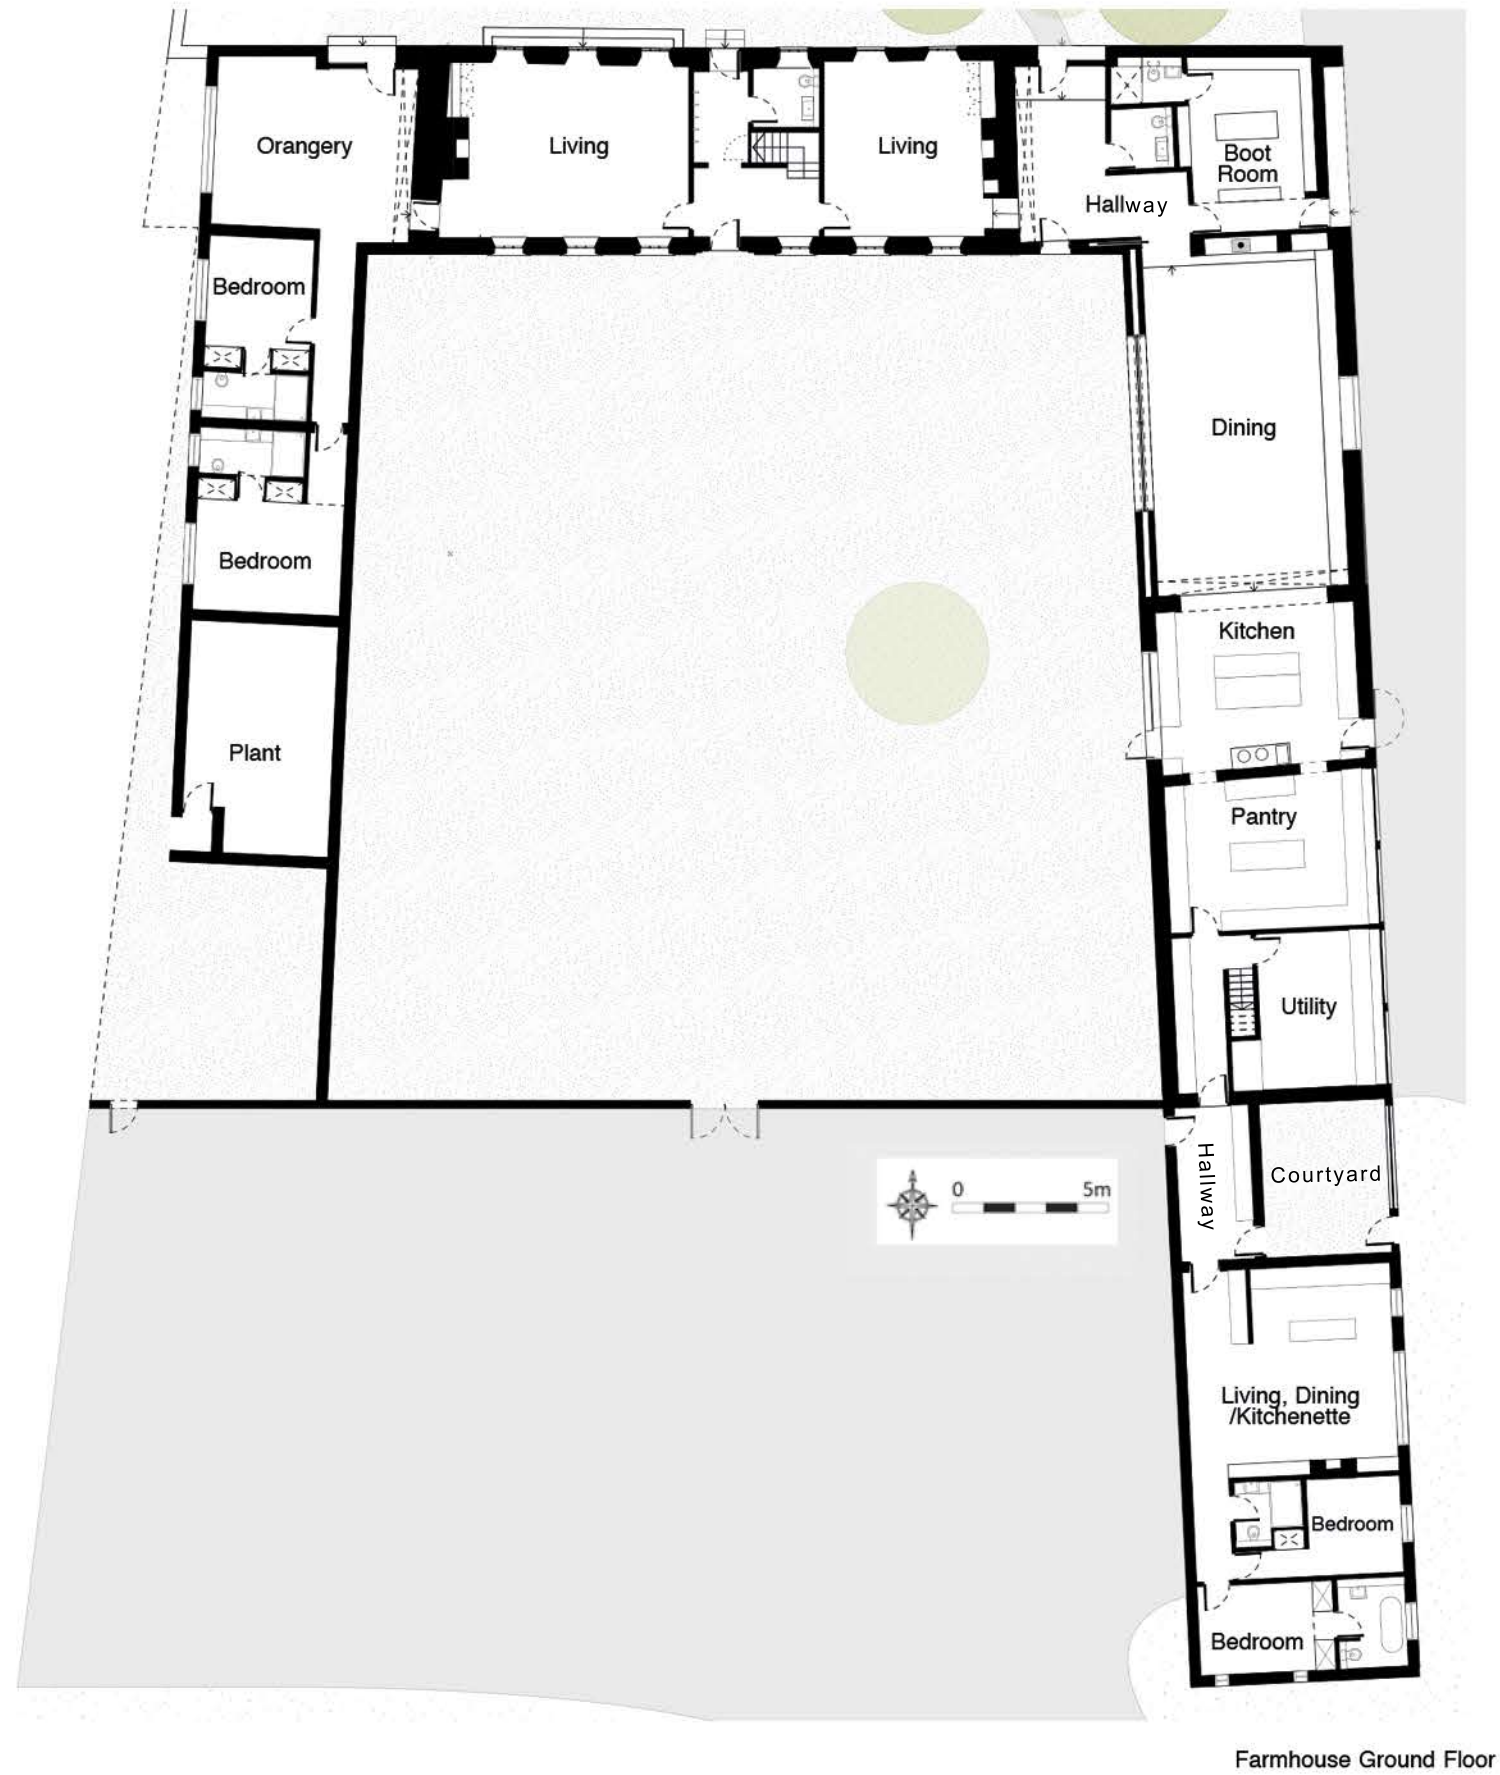 Orangery
Living
Living
Boot
Room
Hallway
Bedroom
Dining
Bedroom
Kitchen
Plant
Pantry
Utility
Hallway
Courtyard
0 5m
Living, Dining
/Kitchenette
Bedroom
Bedroom
Farmhouse Ground Floor